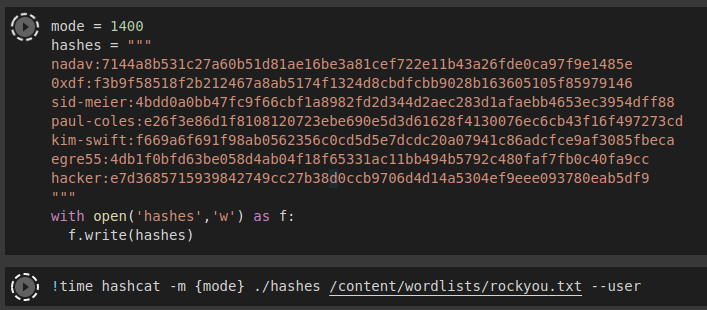 mode = 1400
hashes = """
nadav:7144a8b531c27a60b51d81ae16be3a81cef722e11b43a26fde0ca97f9e1485e
0xdf:f3b9f58518f2b212467a8ab5174f1324d8cbdfcbb9028b163605105f85979146
sid-meier:4bdd0a0bb47fc9f66cbf1a8982fd2d344d2aec283d1afaebb4653ec3954dff88
paul-coles:e26f3e86d1f8108120723ebe690e5d3d61628f4130076ec6cb43f16f497273cd
kim-swift:f669a6f691f98ab0562356c0cd5d5e7dcdc20a07941c86adcfce9af3085fbeca
egre55:4db1f0bfd63be058d4ab04f18f65331ac11bb494b5792c480faf7fb0c40fa9cc
hacker:e7d3685715939842749cc27b38d0ccb9706d4d14a5304ef9eee093780eab5df9
"""
with open('hashes','w') as f:
f.write(hashes)
!time hashcat -m {mode} ./hashes /content/wordlists/rockyou.txt --user